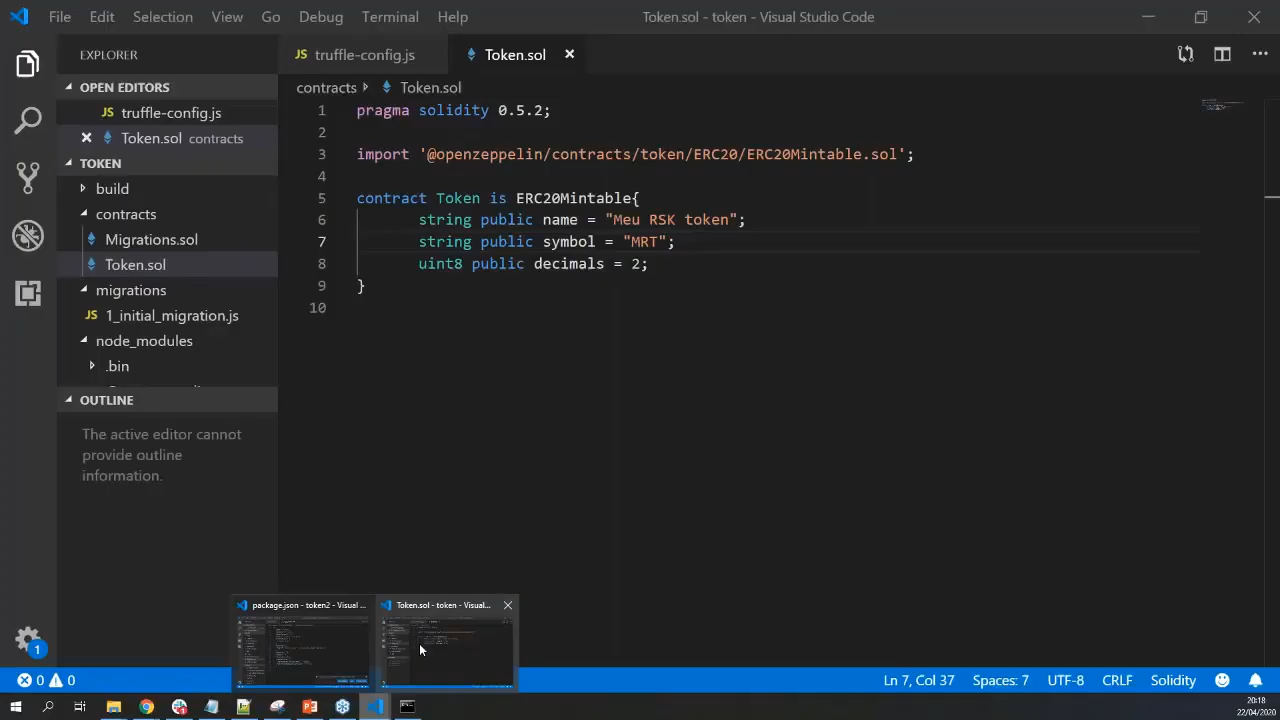 File Edit Selection View Go Debug Terminal Help Token.sol - token - Visual Studio Code
EXPLORER
OPEN EDITORS
JS truffle-config.js
Token.sol contracts
TOKEN
build
contracts
Migrations.sol
Token.sol
migrations
JS 1_initial_migration.js
node_modules
.bin
OUTLINE
The active editor cannot
provide outline
information.
JS truffle-config.js Token.sol
contracts Token.sol
1 pragma solidity 0.5.2;
2
3 import '@openzeppelin/contracts/token/ERC20/ERC20Mintable.sol';
4
5 contract Token is ERC20Mintable{
6 string public name = "Meu RSK token";
7 string public symbol = "MRT";
8 uint8 public decimals = 2;
9 }
10
package.json - token2 - Visual ... Token.sol - token - Visual...
1
0 0 Ln 7, Col 37 Spaces: 7 UTF-8 CRLF Solidity
20:18
22/04/2020